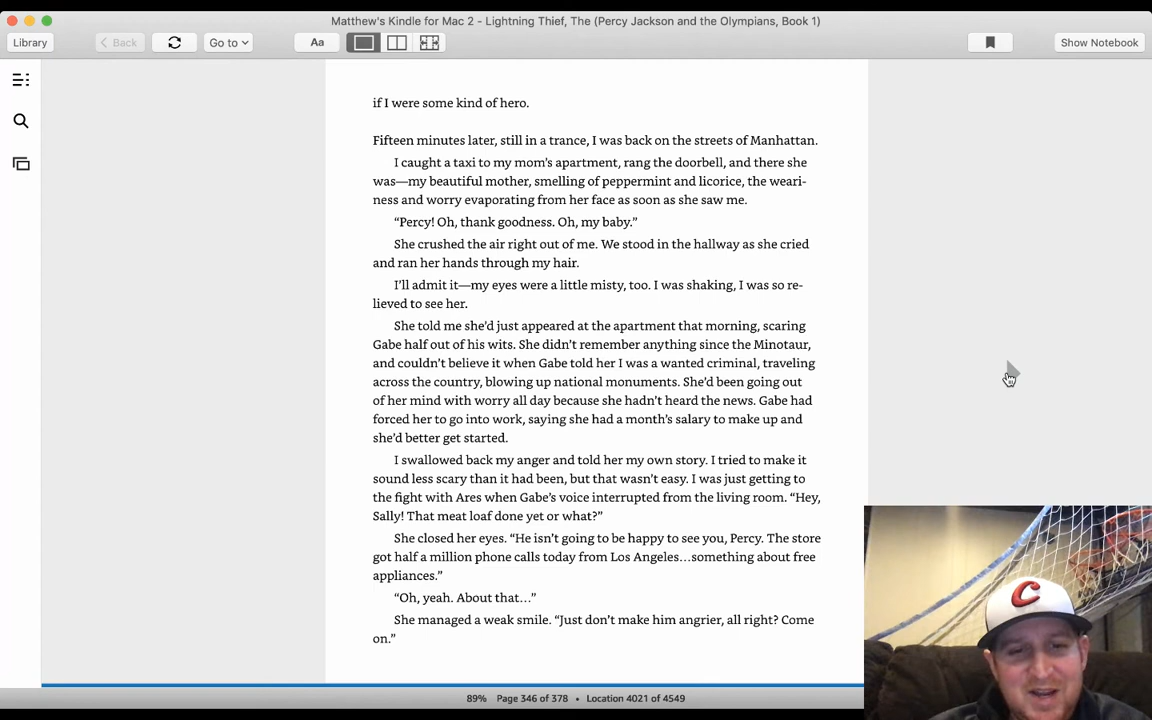 Matthew's Kindle for Mac 2 - Lightning Thief, The (Percy Jackson and the Olympians, Book 1)
Library
Back
Go to
Aa
Show Notebook
if I were some kind of hero.
Fifteen minutes later, still in a trance, I was back on the streets of Manhattan.
I caught a taxi to my mom’s apartment, rang the doorbell, and there she
was—my beautiful mother, smelling of peppermint and licorice, the weari-
ness and worry evaporating from her face as soon as she saw me.
“Percy! Oh, thank goodness. Oh, my baby.”
She crushed the air right out of me. We stood in the hallway as she cried
and ran her hands through my hair.
I’ll admit it—my eyes were a little misty, too. I was shaking, I was so re-
lieved to see her.
She told me she’d just appeared at the apartment that morning, scaring
Gabe half out of his wits. She didn’t remember anything since the Minotaur,
and couldn’t believe it when Gabe told her I was a wanted criminal, traveling
across the country, blowing up national monuments. She’d been going out
of her mind with worry all day because she hadn’t heard the news. Gabe had
forced her to go into work, saying she had a month’s salary to make up and
she’d better get started.
I swallowed back my anger and told her my own story. I tried to make it
sound less scary than it had been, but that wasn’t easy. I was just getting to
the fight with Ares when Gabe’s voice interrupted from the living room. “Hey,
Sally! That meat loaf done yet or what?”
She closed her eyes. “He isn’t going to be happy to see you, Percy. The store
got half a million phone calls today from Los Angeles…something about free
appliances.”
“Oh, yeah. About that…”
She managed a weak smile. “Just don’t make him angrier, all right? Come
on.”
C
89% Page 346 of 378 • Location 4021 of 4549